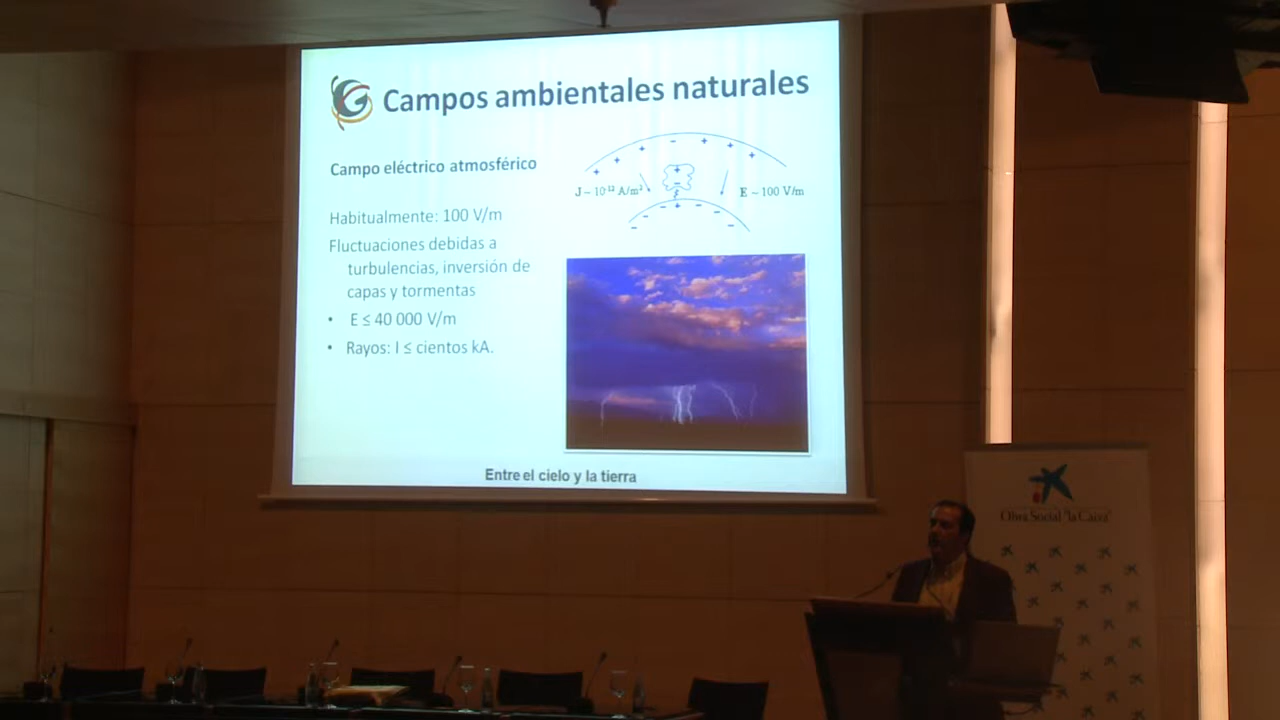 Campos ambientales naturales
Campo eléctrico atmosférico
Habitualmente: 100 V/m
Fluctuaciones debidas a
turbulencias, inversión de
capas y tormentas
• E ≤ 40 000 V/m
• Rayos: I ≤ cientos kA.
J ~ 10⁻¹² A/m²
E ~ 100 V/m
Entre el cielo y la tierra
Obra Social "la Caixa"